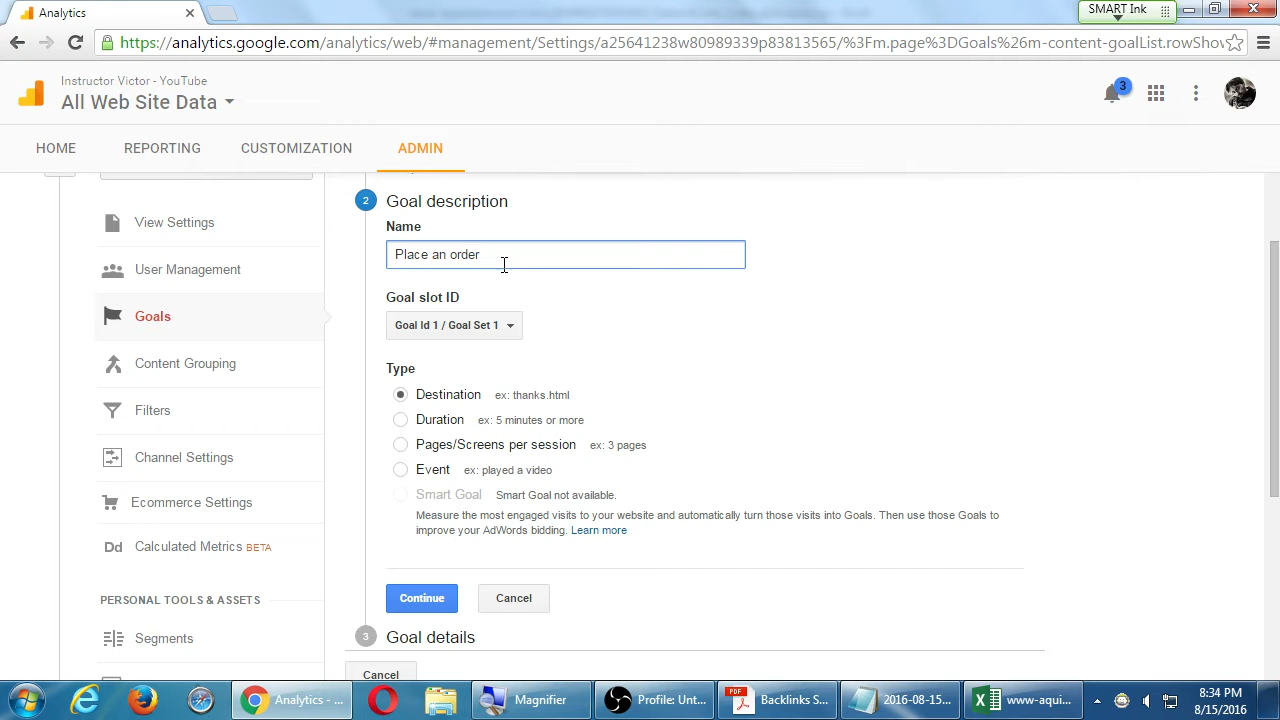 Analytics
SMART Ink
https://analytics.google.com/analytics/web/#management/Settings/a25641238w80989339p83813565/%3Fm.page%3DGoals%26m-content-goalList.rowSho
Instructor Victor - YouTube
All Web Site Data
3
HOME
REPORTING
CUSTOMIZATION
ADMIN
View Settings
User Management
Goals
Content Grouping
Filters
Channel Settings
Ecommerce Settings
Dd Calculated Metrics BETA
PERSONAL TOOLS & ASSETS
Segments
2 Goal description
Name
Place an order
Goal slot ID
Goal Id 1 / Goal Set 1
Type
Destination ex: thanks.html
Duration ex: 5 minutes or more
Pages/Screens per session ex: 3 pages
Event ex: played a video
Smart Goal Smart Goal not available.
Measure the most engaged visits to your website and automatically turn those visits into Goals. Then use those Goals to
improve your AdWords bidding. Learn more
Continue
Cancel
3 Goal details
Cancel
Analytics - ...
Magnifier
Profile: Unt...
PDF
Backlinks S...
2016-08-15...
www-aqui...
8:34 PM
8/15/2016